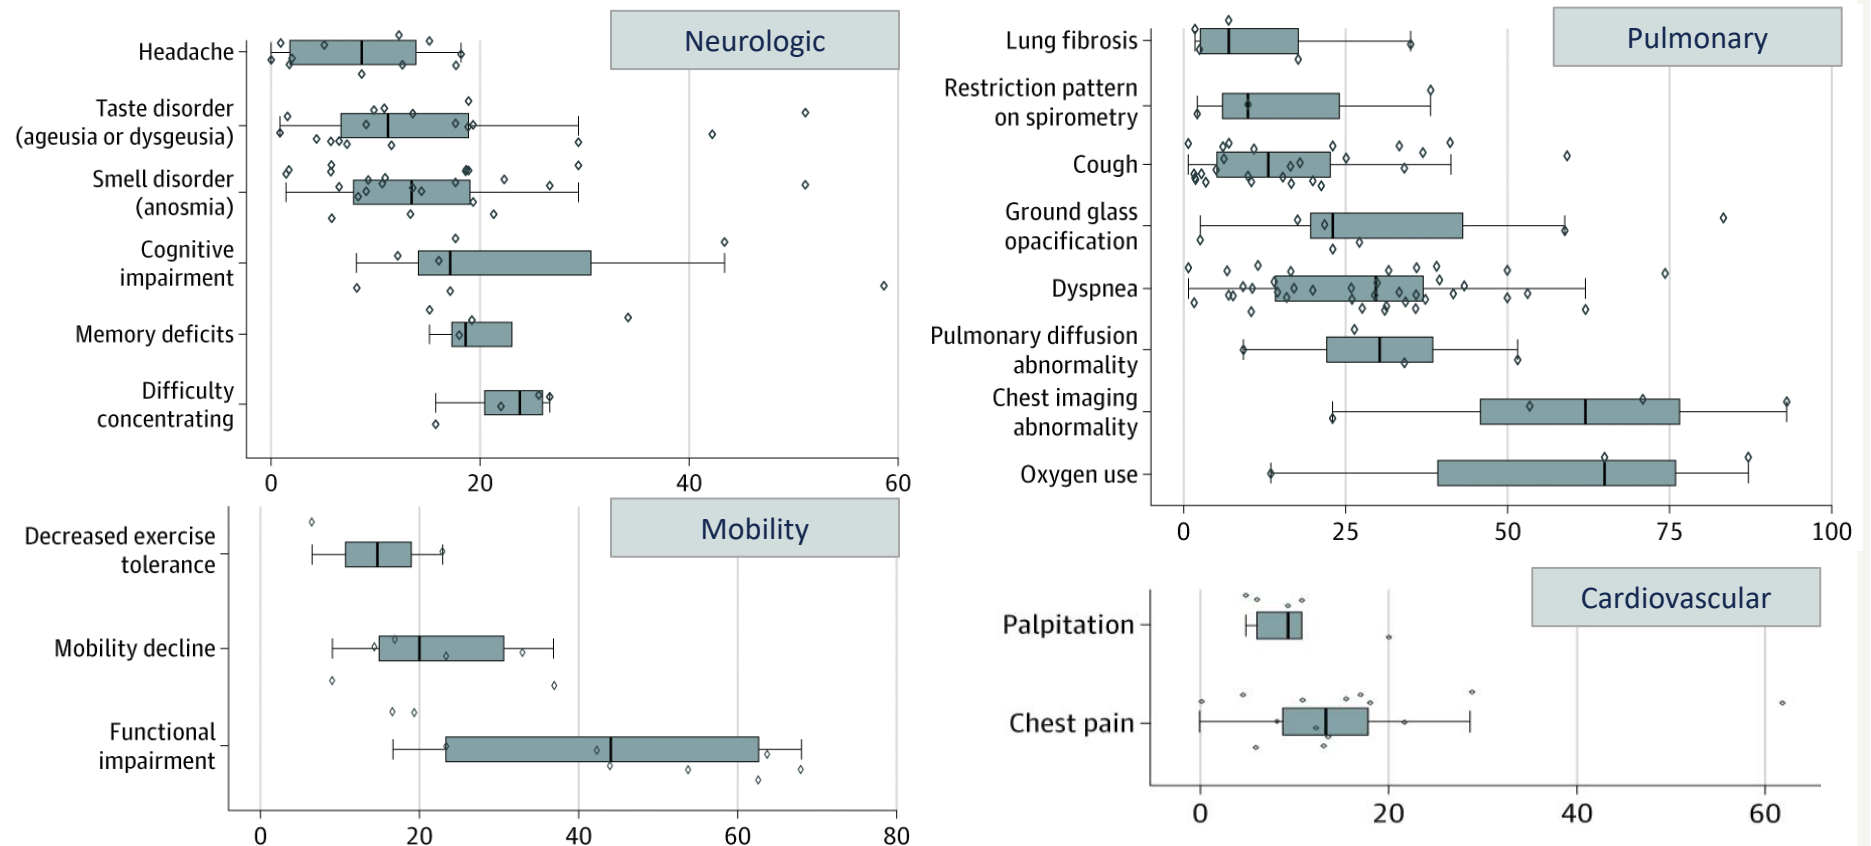 Neurologic
Headache
Taste disorder
(ageusia or dysgeusia)
Smell disorder
(anosmia)
Cognitive
impairment
Memory deficits
Difficulty
concentrating
0 20 40 60
Mobility
Decreased exercise
tolerance
Mobility decline
Functional
impairment
0 20 40 60 80
Pulmonary
Lung fibrosis
Restriction pattern
on spirometry
Cough
Ground glass
opacification
Dyspnea
Pulmonary diffusion
abnormality
Chest imaging
abnormality
Oxygen use
0 25 50 75 100
Cardiovascular
Palpitation
Chest pain
0 20 40 60